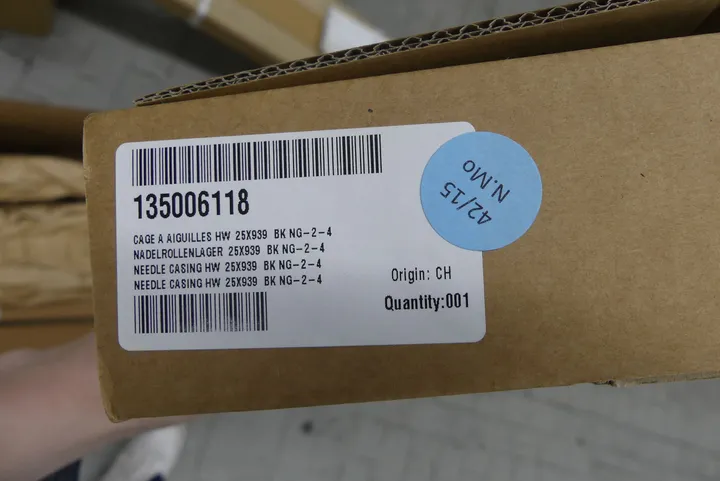 135006118
CAGE A AIGUILLES HW 25X939 BK NG-2-4
NADELROLLENLAGER 25X939 BK NG-2-4
NEEDLE CASING HW 25X939 BK NG-2-4
NEEDLE CASING HW 25X939 BK NG-2-4
Origin: CH
Quantity:001
42/15
N.Mo